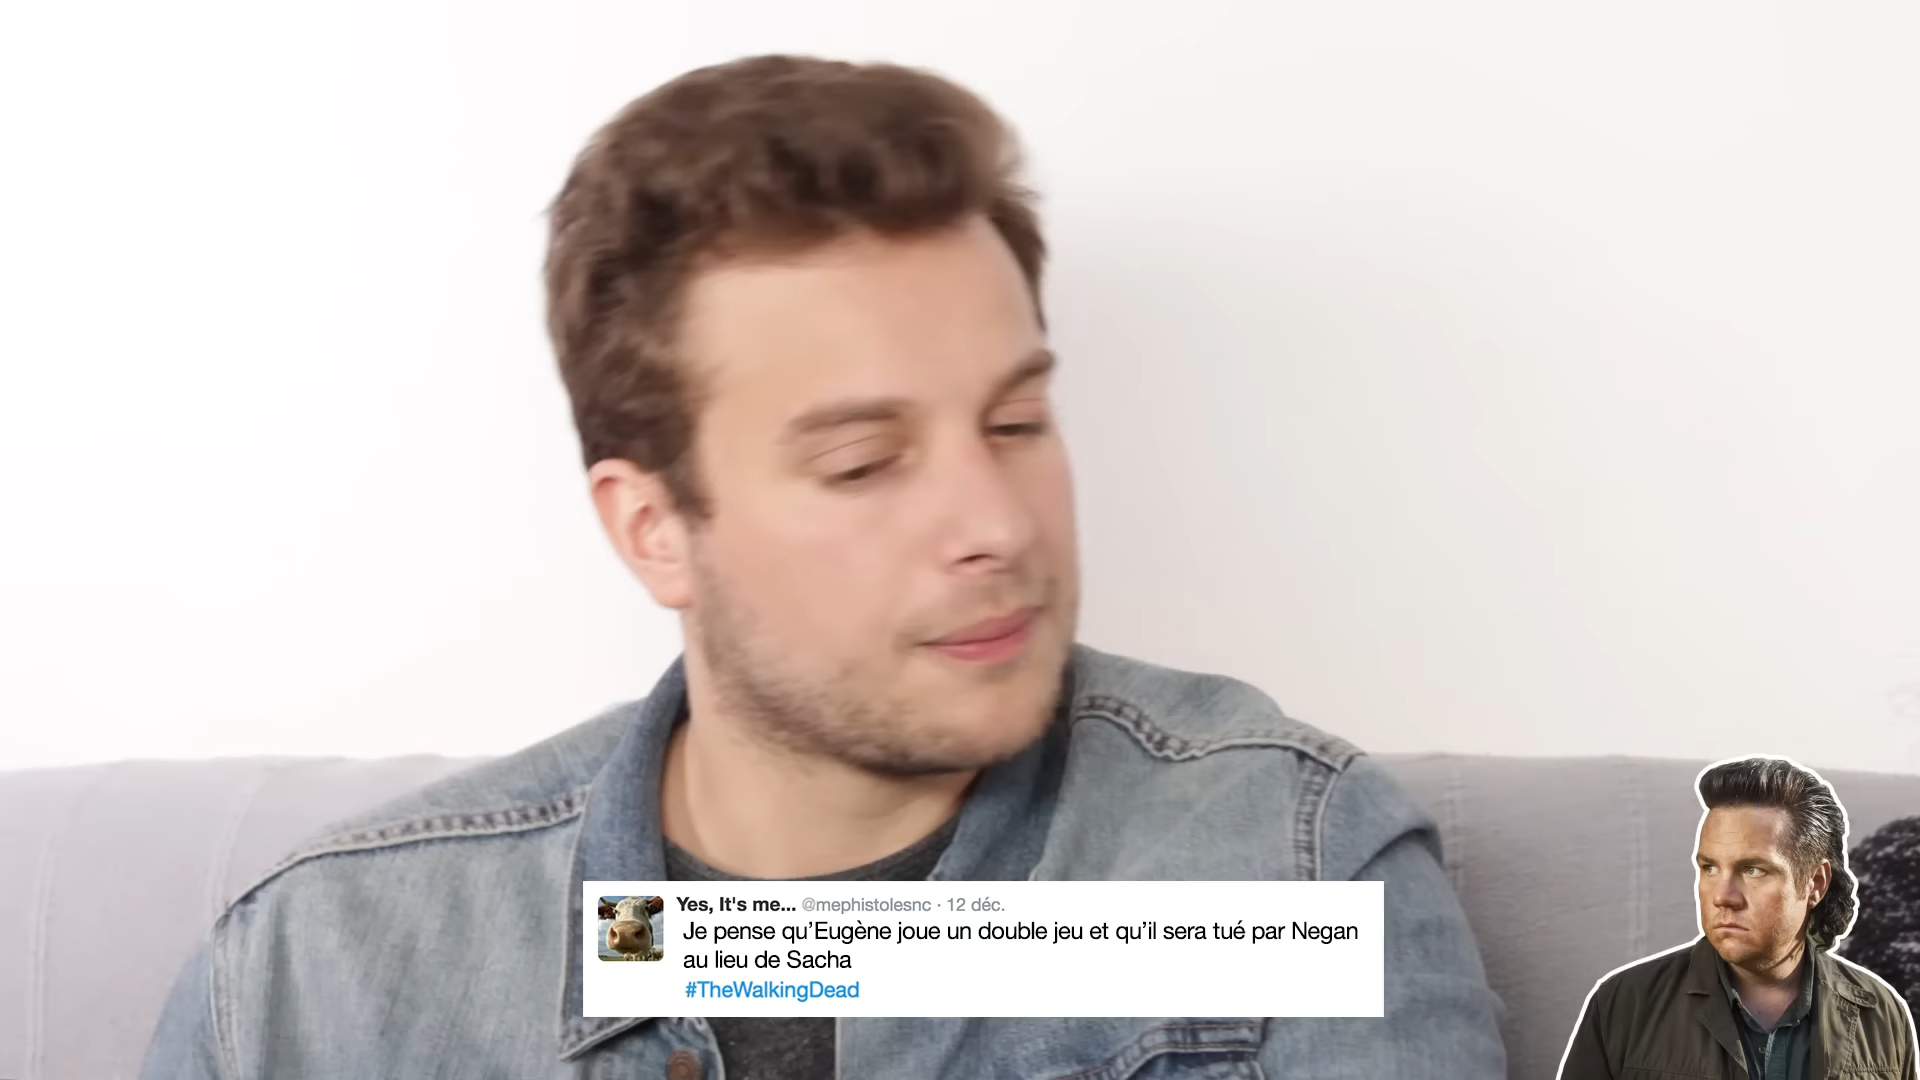 Yes, It's me... @mephistolesnc · 12 déc.
Je pense qu’Eugène joue un double jeu et qu’il sera tué par Negan
au lieu de Sacha
#TheWalkingDead